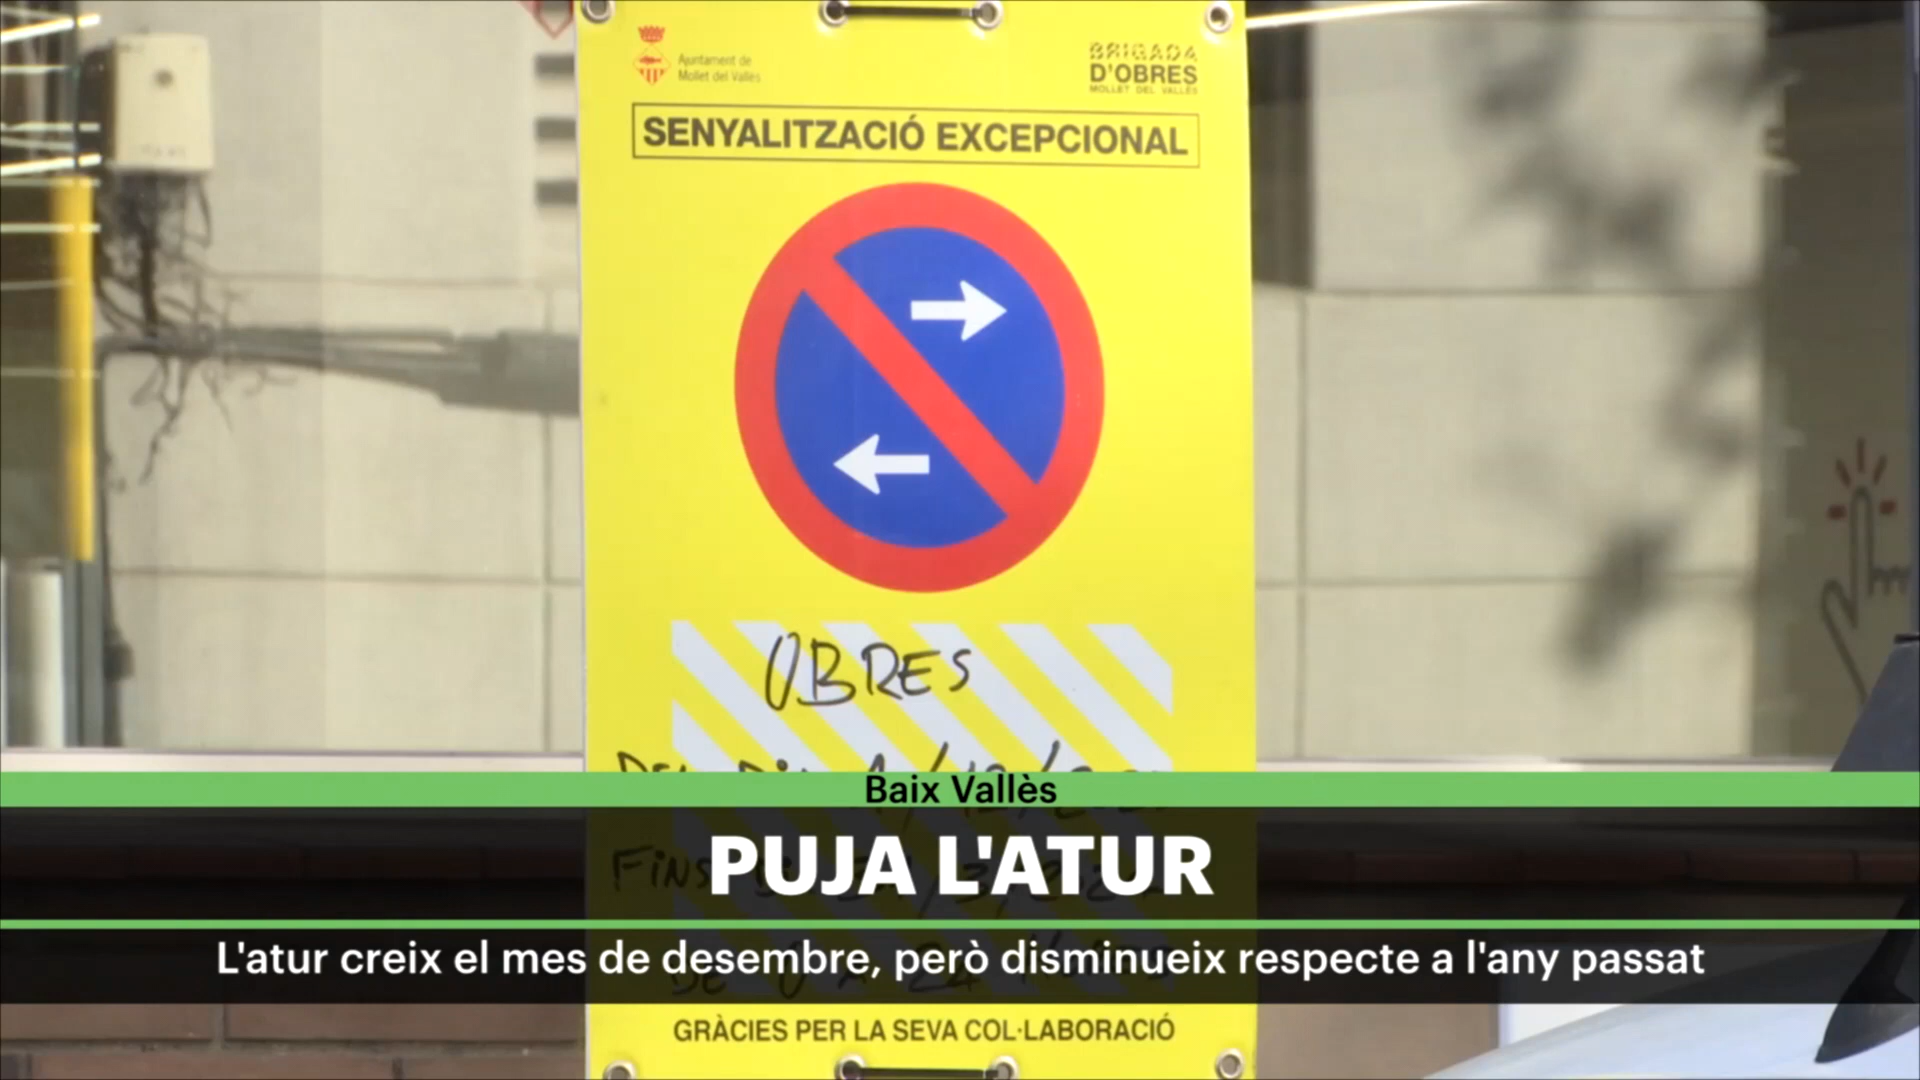 Ajuntament de
Mollet del Vallès
BRIGADA
D'OBRES
MOLLET DEL VALLÈS
SENYALITZACIÓ EXCEPCIONAL
OBRES
Baix Vallès
PUJA L'ATUR
FINS
L'atur creix el mes de desembre, però disminueix respecte a l'any passat
GRÀCIES PER LA SEVA COL·LABORACIÓ